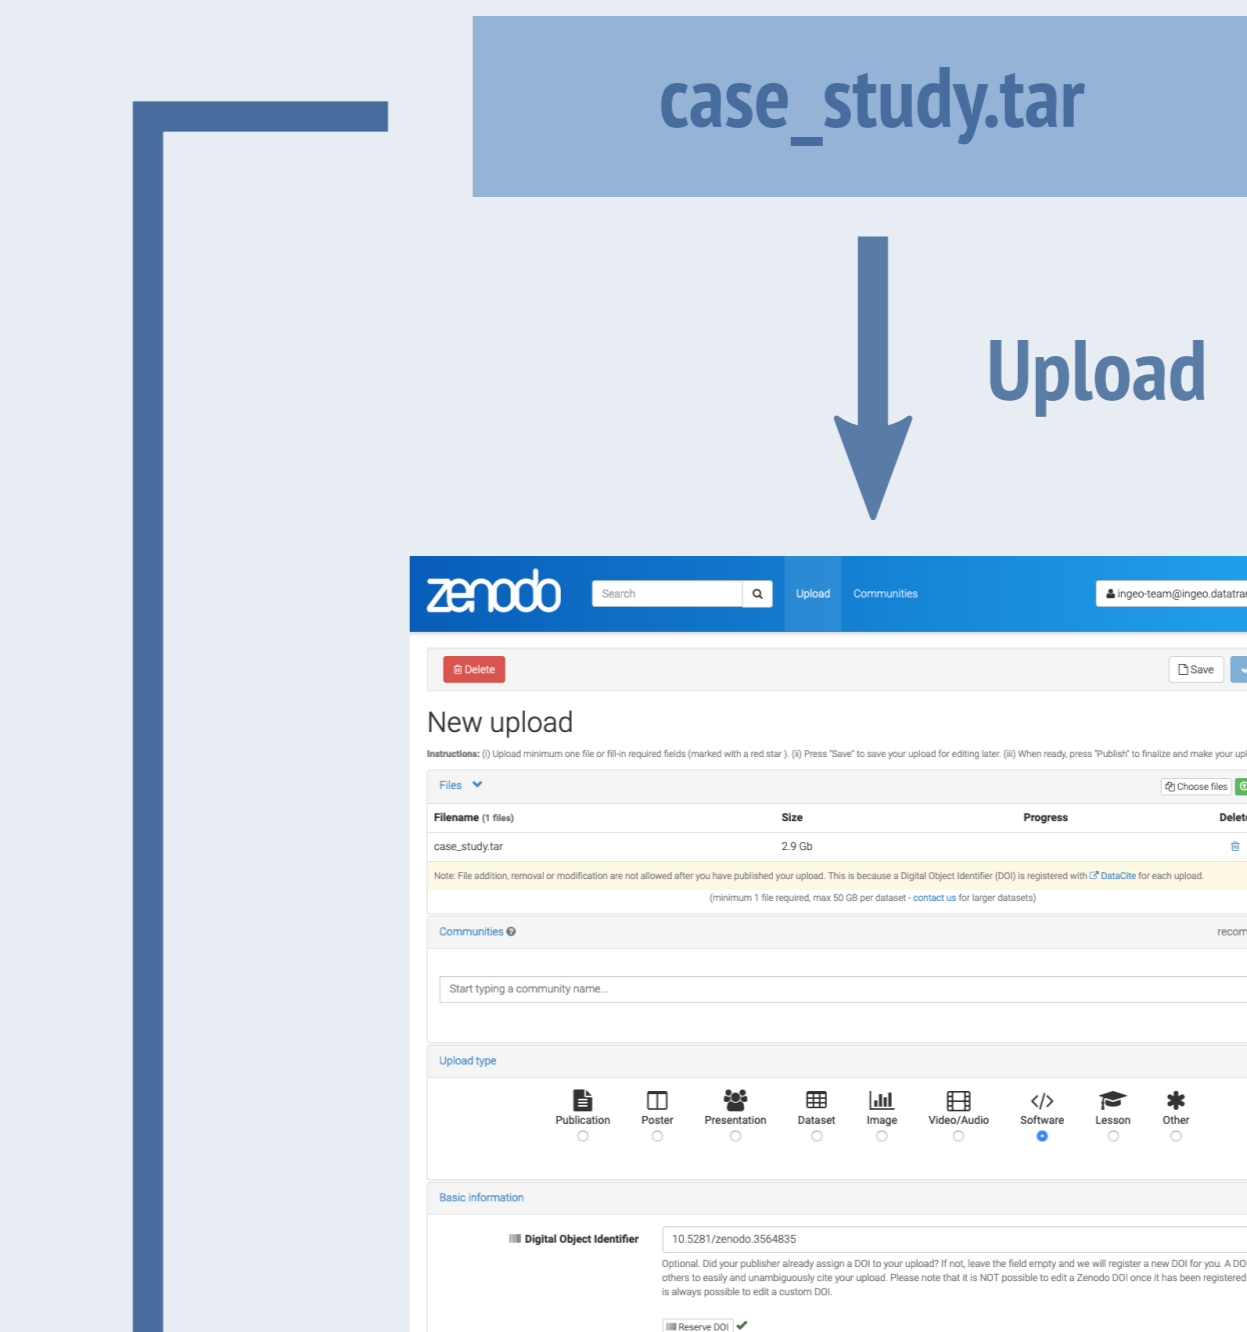 case_study.tar
Upload
zenodo Search Upload Communities ingeo-team@ingeo.datatran
Delete Save
New upload
Instructions: (i) Upload minimum one file or fill-in required fields (marked with a red star ). (ii) Press "Save" to save your upload for editing later. (iii) When ready, press "Publish" to finalize and make your upl
Files Choose files
Filename (1 files) Size Progress Delete
case_study.tar 2.9 Gb
Note: File addition, removal or modification are not allowed after you have published your upload. This is because a Digital Object Identifier (DOI) is registered with DataCite for each upload.
(minimum 1 file required, max 50 GB per dataset - contact us for larger datasets)
Communities recom
Start typing a community name...
Upload type
Publication Poster Presentation Dataset Image Video/Audio Software Lesson Other
Basic information
Digital Object Identifier 10.5281/zenodo.3564835
Optional. Did your publisher already assign a DOI to your upload? If not, leave the field empty and we will register a new DOI for you. A DOI
others to easily and unambiguously cite your upload. Please note that it is NOT possible to edit a Zenodo DOI once it has been registered
is always possible to edit a custom DOI.
Reserve DOI